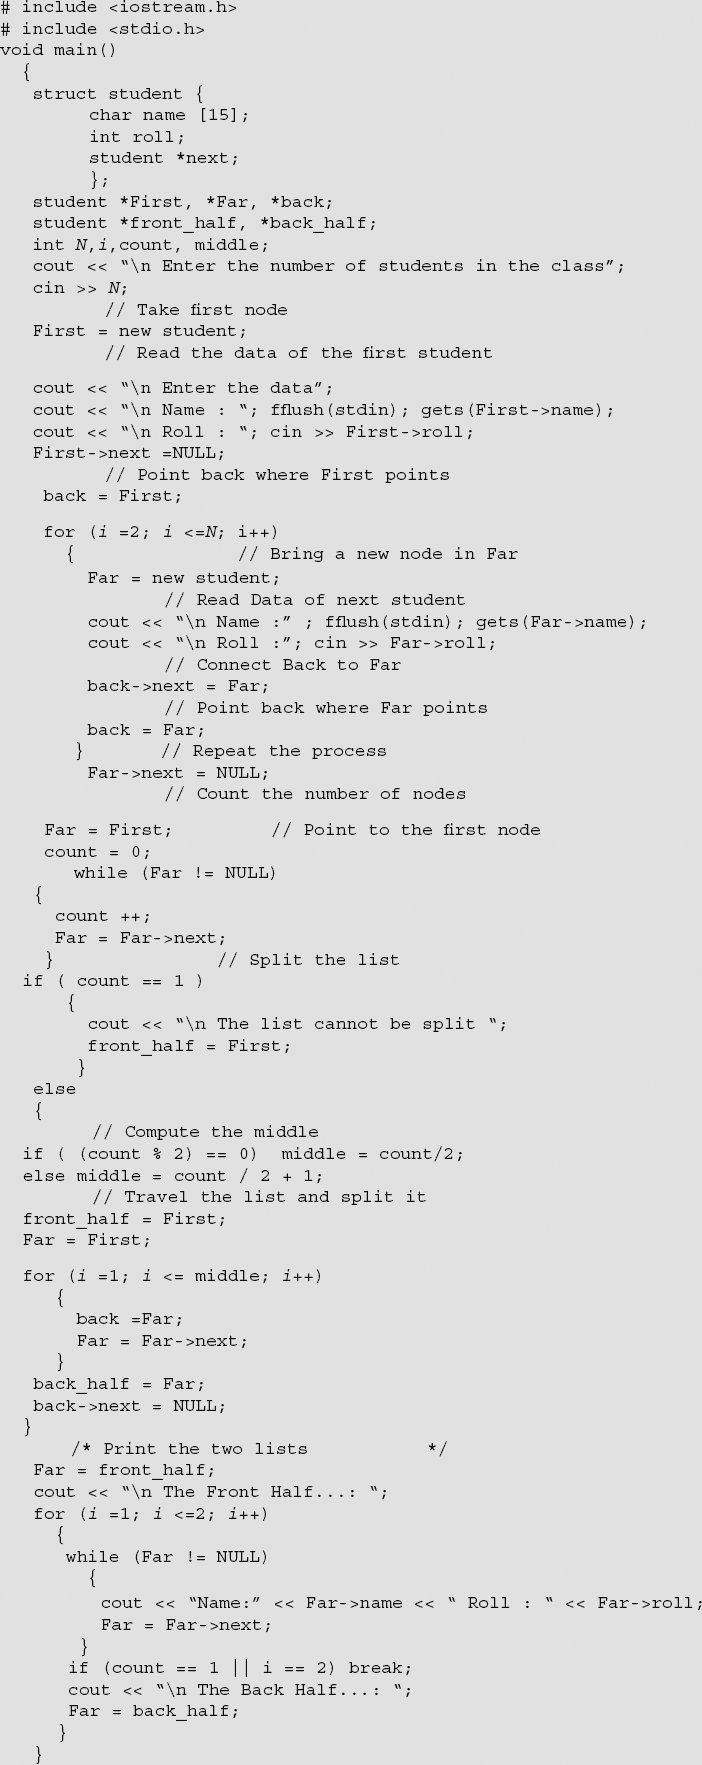 # include <iostream.h>
# include <stdio.h>
void main()
{
struct student {
char name [15];
int roll;
student *next;
};
student *First, *Far, *back;
student *front_half, *back_half;
int N,i,count, middle;
cout << “\n Enter the number of students in the class”;
cin >> N;
// Take first node
First = new student;
// Read the data of the first student
cout << “\n Enter the data”;
cout << “\n Name : “; fflush(stdin); gets(First->name);
cout << “\n Roll : “; cin >> First->roll;
First->next =NULL;
// Point back where First points
back = First;
for (i =2; i <=N; i++)
{ // Bring a new node in Far
Far = new student;
// Read Data of next student
cout << “\n Name :” ; fflush(stdin); gets(Far->name);
cout << “\n Roll :”; cin >> Far->roll;
// Connect Back to Far
back->next = Far;
// Point back where Far points
back = Far;
} // Repeat the process
Far->next = NULL;
// Count the number of nodes
Far = First; // Point to the first node
count = 0;
while (Far != NULL)
{
count ++;
Far = Far->next;
} // Split the list
if ( count == 1 )
{
cout << “\n The list cannot be split “;
front_half = First;
}
else
{
// Compute the middle
if ( (count % 2) == 0) middle = count/2;
else middle = count / 2 + 1;
// Travel the list and split it
front_half = First;
Far = First;
for (i =1; i <= middle; i++)
{
back =Far;
Far = Far->next;
}
back_half = Far;
back->next = NULL;
}
/* Print the two lists */
Far = front_half;
cout << “\n The Front Half...: “;
for (i =1; i <=2; i++)
{
while (Far != NULL)
{
cout << “Name:” << Far->name << “ Roll : “ << Far->roll;
Far = Far->next;
}
if (count == 1 || i == 2) break;
cout << “\n The Back Half...: “;
Far = back_half;
}
}